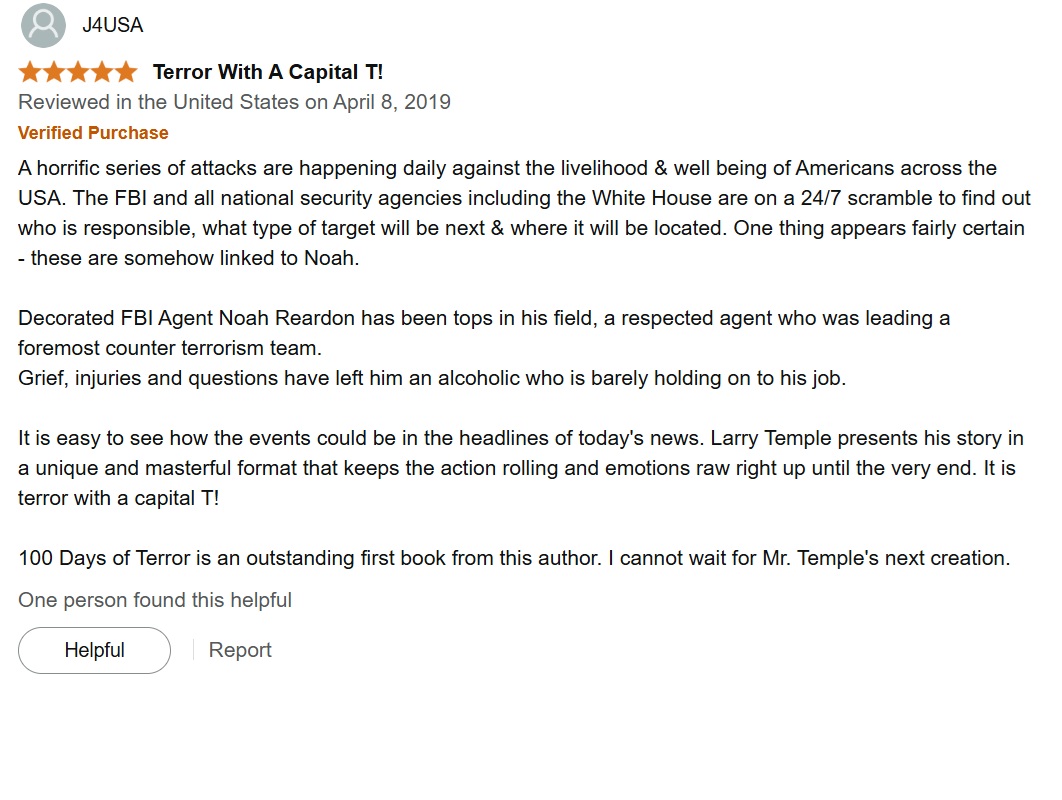 J4USA
Terror With A Capital T!
Reviewed in the United States on April 8, 2019
Verified Purchase
A horrific series of attacks are happening daily against the livelihood & well being of Americans across the
USA. The FBI and all national security agencies including the White House are on a 24/7 scramble to find out
who is responsible, what type of target will be next & where it will be located. One thing appears fairly certain
- these are somehow linked to Noah.
Decorated FBI Agent Noah Reardon has been tops in his field, a respected agent who was leading a
foremost counter terrorism team.
Grief, injuries and questions have left him an alcoholic who is barely holding on to his job.
It is easy to see how the events could be in the headlines of today's news. Larry Temple presents his story in
a unique and masterful format that keeps the action rolling and emotions raw right up until the very end. It is
terror with a capital T!
100 Days of Terror is an outstanding first book from this author. I cannot wait for Mr. Temple's next creation.
One person found this helpful
Helpful Report